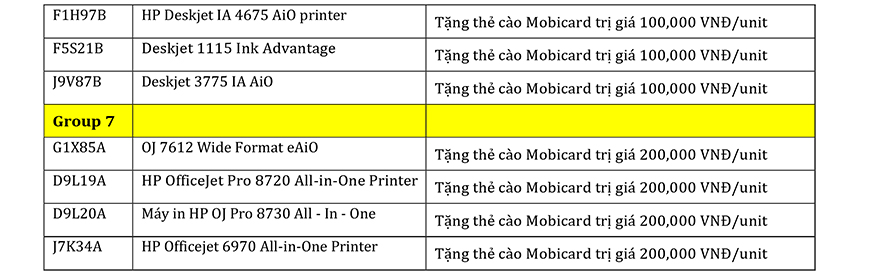 F1H97B HP Deskjet IA 4675 AiO printer Tặng thẻ cào Mobicard trị giá 100,000 VNĐ/unit
F5S21B Deskjet 1115 Ink Advantage Tặng thẻ cào Mobicard trị giá 100,000 VNĐ/unit
J9V87B Deskjet 3775 IA AiO Tặng thẻ cào Mobicard trị giá 100,000 VNĐ/unit
Group 7
G1X85A OJ 7612 Wide Format eAiO Tặng thẻ cào Mobicard trị giá 200,000 VNĐ/unit
D9L19A HP OfficeJet Pro 8720 All-in-One Printer Tặng thẻ cào Mobicard trị giá 200,000 VNĐ/unit
D9L20A Máy in HP OJ Pro 8730 All - In - One Tặng thẻ cào Mobicard trị giá 200,000 VNĐ/unit
J7K34A HP Officejet 6970 All-in-One Printer Tặng thẻ cào Mobicard trị giá 200,000 VNĐ/unit